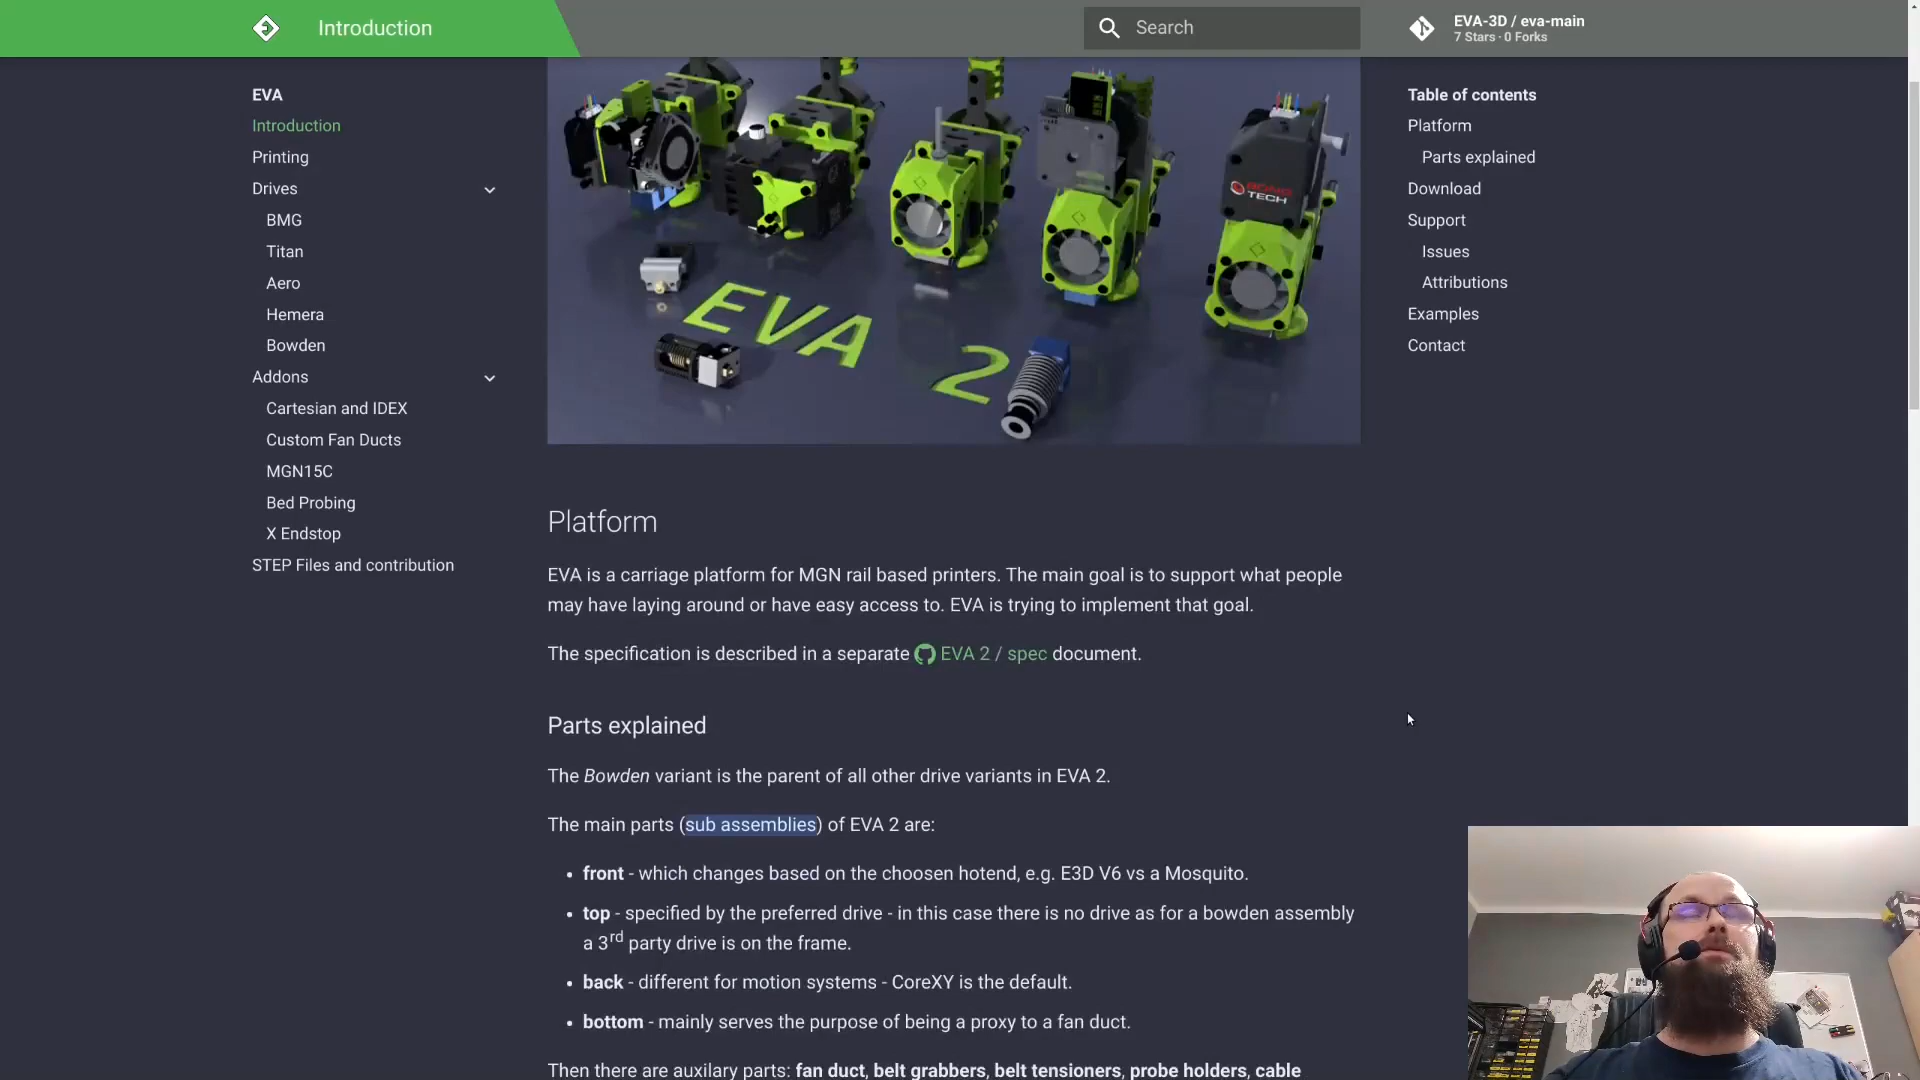 Introduction
Search
EVA-3D / eva-main
7 Stars · 0 Forks
EVA
Introduction
Printing
Drives
BMG
Titan
Aero
Hemera
Bowden
Addons
Cartesian and IDEX
Custom Fan Ducts
MGN15C
Bed Probing
X Endstop
STEP Files and contribution
BOND
TECH
EVA 2
Platform
EVA is a carriage platform for MGN rail based printers. The main goal is to support what people
may have laying around or have easy access to. EVA is trying to implement that goal.
The specification is described in a separate EVA 2 / spec document.
Parts explained
The Bowden variant is the parent of all other drive variants in EVA 2.
The main parts (sub assemblies) of EVA 2 are:
• front - which changes based on the choosen hotend, e.g. E3D V6 vs a Mosquito.
• top - specified by the preferred drive - in this case there is no drive as for a bowden assembly
a 3rd party drive is on the frame.
• back - different for motion systems - CoreXY is the default.
• bottom - mainly serves the purpose of being a proxy to a fan duct.
Then there are auxilary parts: fan duct, belt grabbers, belt tensioners, probe holders, cable
Table of contents
Platform
Parts explained
Download
Support
Issues
Attributions
Examples
Contact